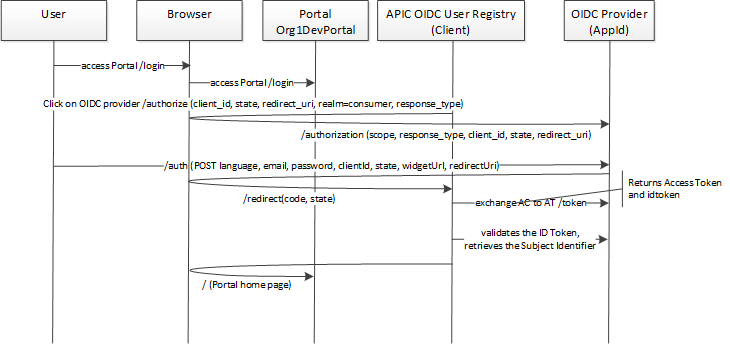 User
Browser
Portal
Org1DevPortal
APIC OIDC User Registry
(Client)
OIDC Provider
(AppId)
access Portal /login
access Portal /login
Click on OIDC provider /authorize (client_id, state, redirect_uri, realm=consumer, response_type)
/authorization (scope, response_type, client_id, state, redirect_uri)
/auth (POST language, email, password, clientId, state, widgetUrl, redirectUri)
Returns Access Token
and idtoken
/redirect(code, state)
exchange AC to AT /token
validates the ID Token,
retrieves the Subject Identifier
/ (Portal home page)